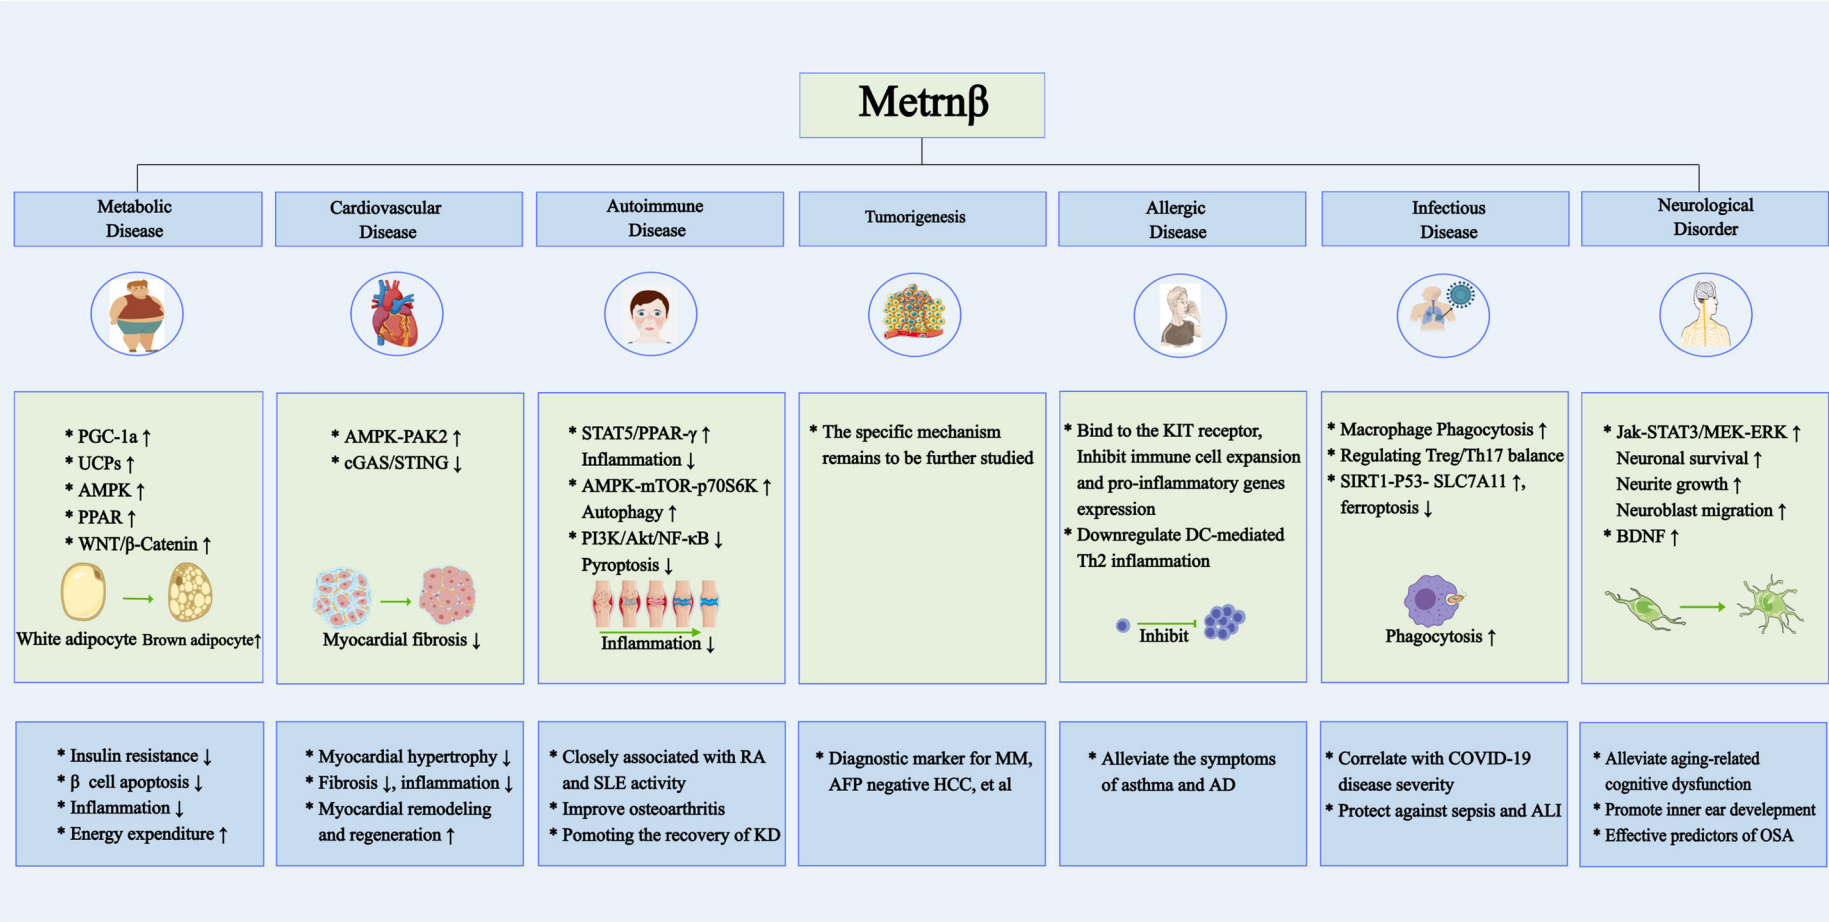 Metrnβ
Metabolic
Disease
Cardiovascular
Disease
Autoimmune
Disease
Tumorigenesis
Allergic
Disease
Infectious
Disease
Neurological
Disorder
* PGC-1a ↑
* UCPs ↑
* AMPK ↑
* PPAR ↑
* WNT/β-Catenin ↑
White adipocyte
Brown adipocyte↑
* AMPK-PAK2 ↑
* cGAS/STING ↓
Myocardial fibrosis ↓
* STAT5/PPAR-γ ↑
Inflammation ↓
* AMPK-mTOR-p70S6K ↑
Autophagy ↑
* PI3K/Akt/NF-κB ↓
Pyroptosis ↓
Inflammation ↓
* The specific mechanism
remains to be further studied
* Bind to the KIT receptor,
Inhibit immune cell expansion
and pro-inflammatory genes
expression
* Downregulate DC-mediated
Th2 inflammation
Inhibit
* Macrophage Phagocytosis ↑
* Regulating Treg/Th17 balance
* SIRT1-P53- SLC7A11 ↑,
ferroptosis ↓
Phagocytosis ↑
* Jak-STAT3/MEK-ERK ↑
Neuronal survival ↑
Neurite growth ↑
Neuroblast migration ↑
* BDNF ↑
* Insulin resistance ↓
* β cell apoptosis ↓
* Inflammation ↓
* Energy expenditure ↑
* Myocardial hypertrophy ↓
* Fibrosis ↓, inflammation ↓
* Myocardial remodeling
and regeneration ↑
* Closely associated with RA
and SLE activity
* Improve osteoarthritis
* Pomoting the recovery of KD
* Diagnostic marker for MM,
AFP negative HCC, et al
* Alleviate the symptoms
of asthma and AD
* Correlate with COVID-19
disease severity
* Protect against sepsis and ALI
* Alleviate aging-related
cognitive dysfunction
* Promote inner ear develepment
* Effective predictors of OSA